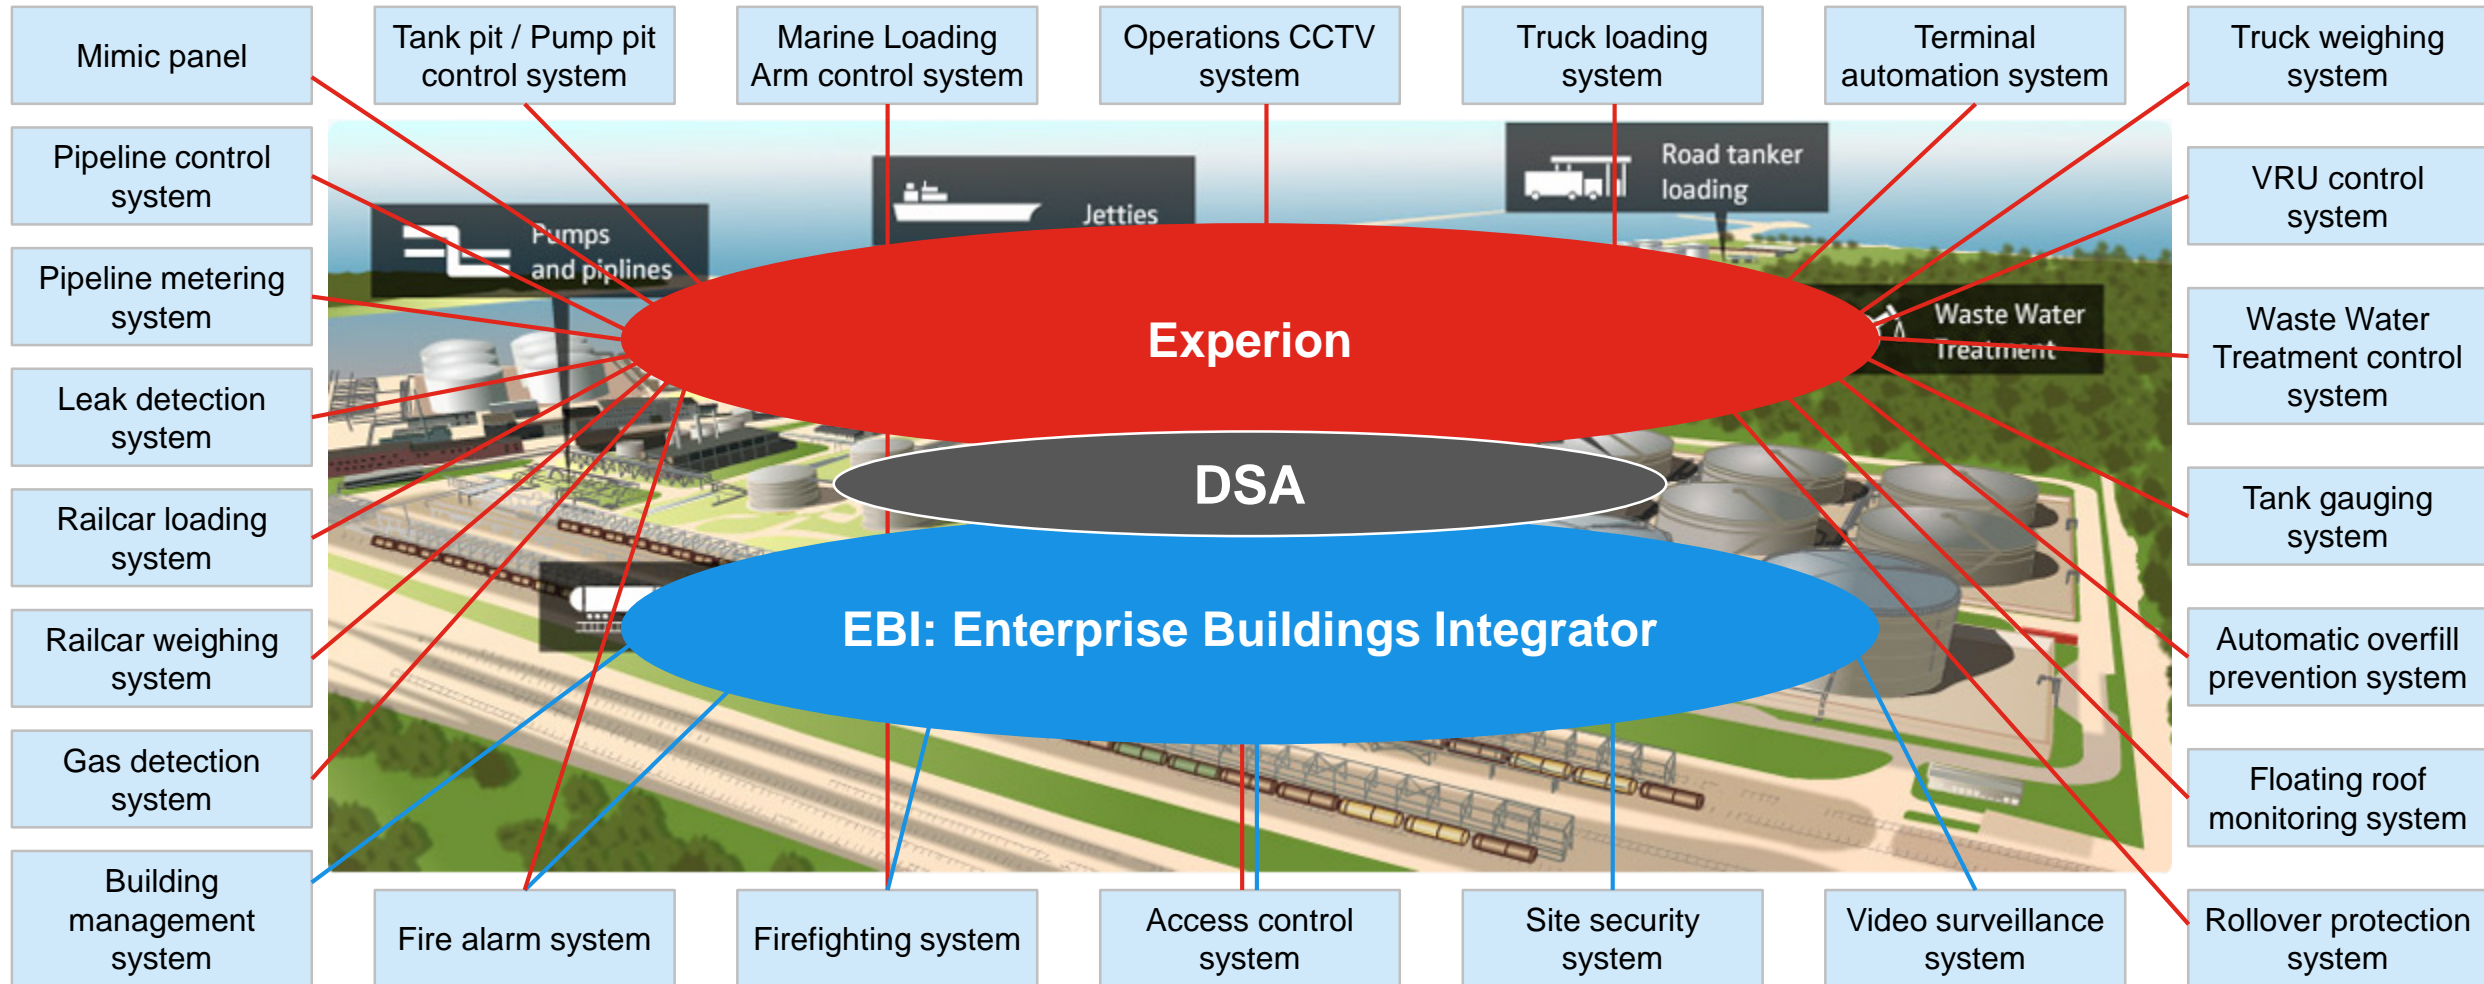 Mimic panel
Tank pit / Pump pit
control system
Marine Loading
Arm control system
Operations CCTV
system
Truck loading
system
Terminal
automation system
Truck weighing
system
Pipeline control
system
Pipeline metering
system
Leak detection
system
Railcar loading
system
Railcar weighing
system
Gas detection
system
Building
management
system
Pumps
and piplines
Jetties
Road tanker
loading
Waste Water
Treatment
Experion
DSA
EBI: Enterprise Buildings Integrator
VRU control
system
Waste Water
Treatment control
system
Tank gauging
system
Automatic overfill
prevention system
Floating roof
monitoring system
Fire alarm system
Firefighting system
Access control
system
Site security
system
Video surveillance
system
Rollover protection
system